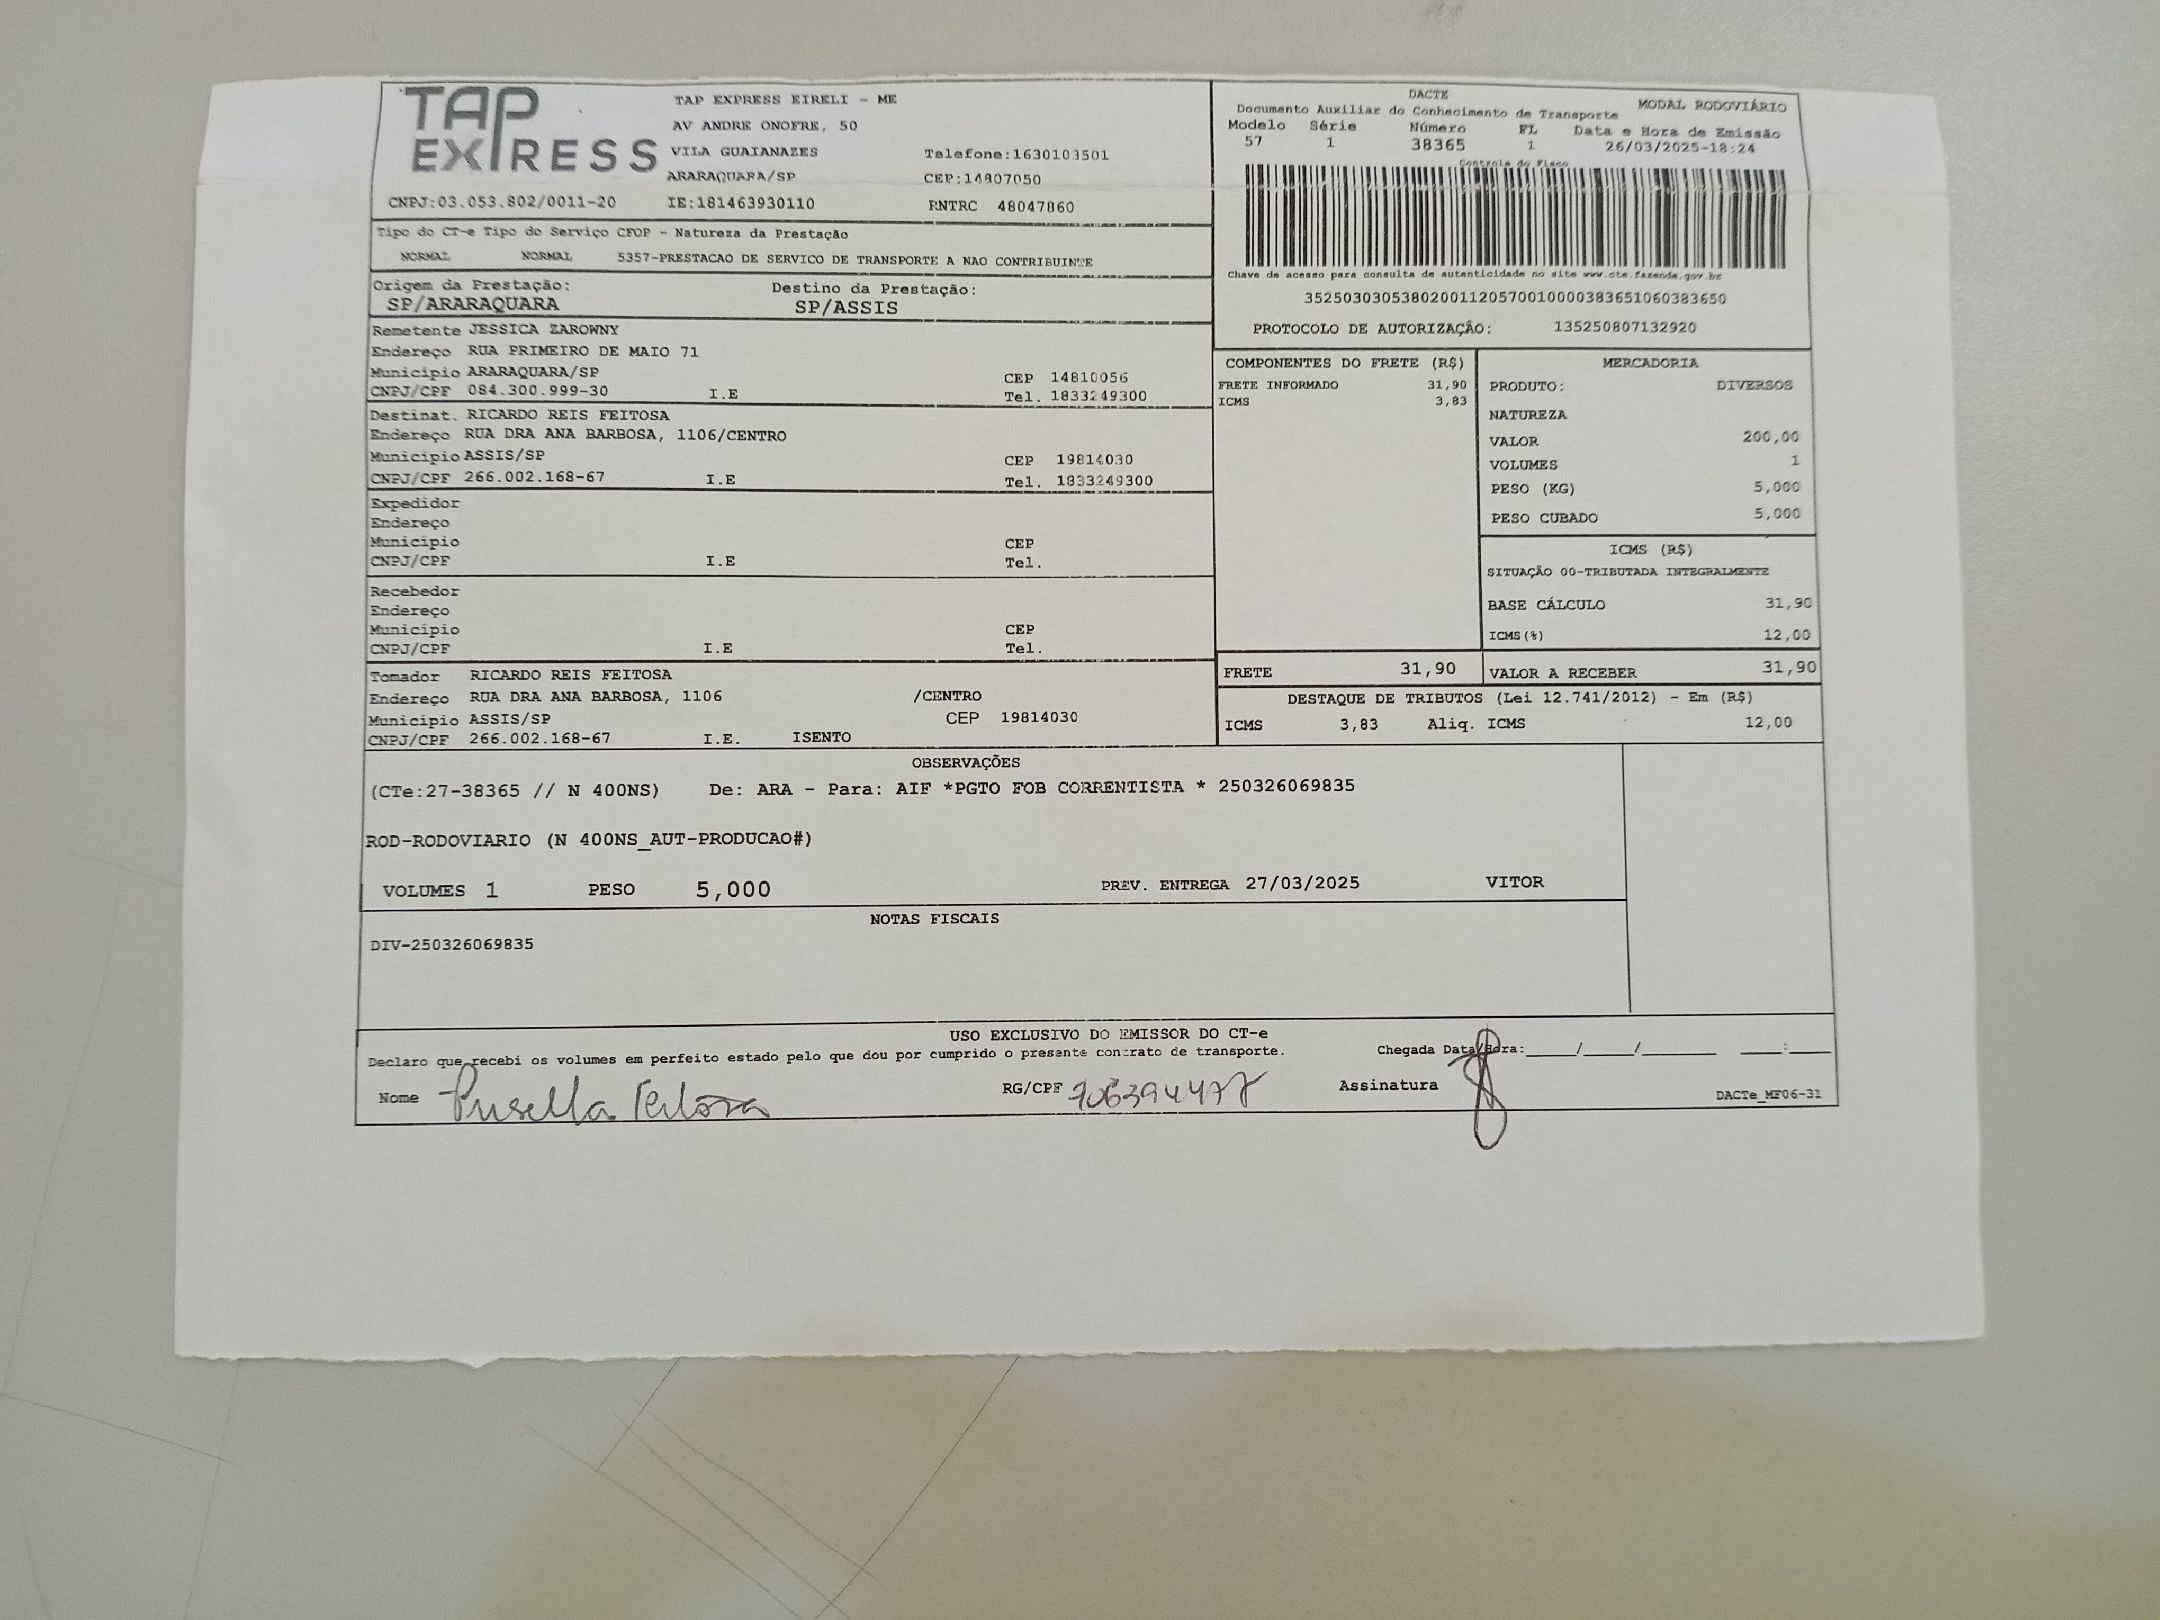 TAP EXPRESS
TAP EXPRESS EIRELI - ME
AV ANDRE ONOFRE, 50
VILA GUAIANAZES Telefone:1630103501
ARARAQUARA/SP CEP:14807050
CNPJ:03.053.802/0011-20 IE:181463930110 RNTRC 48047860
DACTE MODAL RODOVIÁRIO
Documento Auxiliar do Conhecimento de Transporte
Modelo Série Número FL Data e Hora de Emissão
57 1 38365 1 26/03/2025-18:24
Controle do Fisco
Chave de acesso para consulta de autenticidade no site www.cte.fazenda.gov.br
35250303053802001120570010000383651060383650
PROTOCOLO DE AUTORIZAÇÃO: 135250807132920
Tipo do CT-e Tipo do Serviço CFOP - Natureza da Prestação
NORMAL NORMAL 5357-PRESTACAO DE SERVICO DE TRANSPORTE A NAO CONTRIBUINTE
Origem da Prestação: Destino da Prestação:
SP/ARARAQUARA SP/ASSIS
Remetente JESSICA ZAROWNY
Endereço RUA PRIMEIRO DE MAIO 71
Município ARARAQUARA/SP CEP 14810056
CNPJ/CPF 084.300.999-30 I.E Tel. 1833249300
Destinat. RICARDO REIS FEITOSA
Endereço RUA DRA ANA BARBOSA, 1106/CENTRO
Município ASSIS/SP CEP 19814030
CNPJ/CPF 266.002.168-67 I.E Tel. 1833249300
Expedidor
Endereço
Município CEP
CNPJ/CPF I.E Tel.
Recebedor
Endereço
Município CEP
CNPJ/CPF I.E Tel.
Tomador RICARDO REIS FEITOSA
Endereço RUA DRA ANA BARBOSA, 1106 /CENTRO
Município ASSIS/SP CEP 19814030
CNPJ/CPF 266.002.168-67 I.E. ISENTO
COMPONENTES DO FRETE (R$)
FRETE INFORMADO 31,90
ICMS 3,83
MERCADORIA
PRODUTO: DIVERSOS
NATUREZA
VALOR 200,00
VOLUMES 1
PESO (KG) 5,000
PESO CUBADO 5,000
ICMS (R$)
SITUAÇÃO 00-TRIBUTADA INTEGRALMENTE
BASE CÁLCULO 31,90
ICMS(%) 12,00
FRETE 31,90 VALOR A RECEBER 31,90
DESTAQUE DE TRIBUTOS (Lei 12.741/2012) - Em (R$)
ICMS 3,83 Aliq. ICMS 12,00
OBSERVAÇÕES
(CTe:27-38365 // N 400NS) De: ARA - Para: AIF *PGTO FOB CORRENTISTA * 250326069835
ROD-RODOVIARIO (N 400NS_AUT-PRODUCAO#)
VOLUMES 1 PESO 5,000 PREV. ENTREGA 27/03/2025 VITOR
NOTAS FISCAIS
DIV-250326069835
USO EXCLUSIVO DO EMISSOR DO CT-e
Declaro que recebi os volumes em perfeito estado pelo que dou por cumprido o presente contrato de transporte. Chegada Data/Hora:____/____/______ ____:____
Nome RG/CPF Assinatura
DACTe_MF06-31